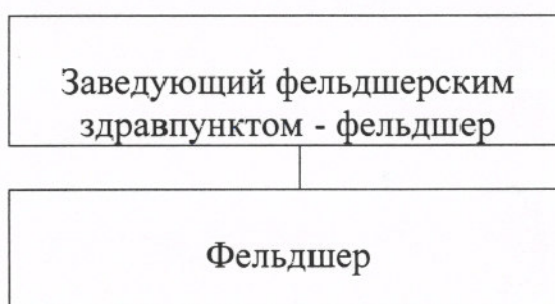 Заведующий фельдшерским
здравпунктом - фельдшер
Фельдшер